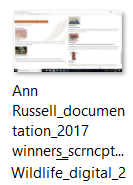 Ann
Russell_documen
tation_2017
winners_scrncpt...
Wildlife_digital_2